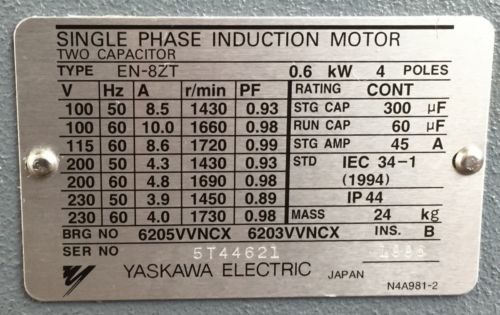 SINGLE PHASE INDUCTION MOTOR
TWO CAPACITOR
TYPE EN-8ZT 0.6 kW 4 POLES
V Hz A r/min PF RATING CONT
100 50 8.5 1430 0.93 STG CAP 300 µF
100 60 10.0 1660 0.98 RUN CAP 60 µF
115 60 8.6 1720 0.99 STG AMP 45 A
200 50 4.3 1430 0.93 STD IEC 34-1
200 60 4.8 1690 0.98 (1994)
230 50 3.9 1450 0.89 IP 44
230 60 4.0 1730 0.98 MASS 24 kg
BRG NO 6205VVNCX 6203VVNCX INS. B
SER NO 5T44621
YASKAWA ELECTRIC JAPAN N4A981-2